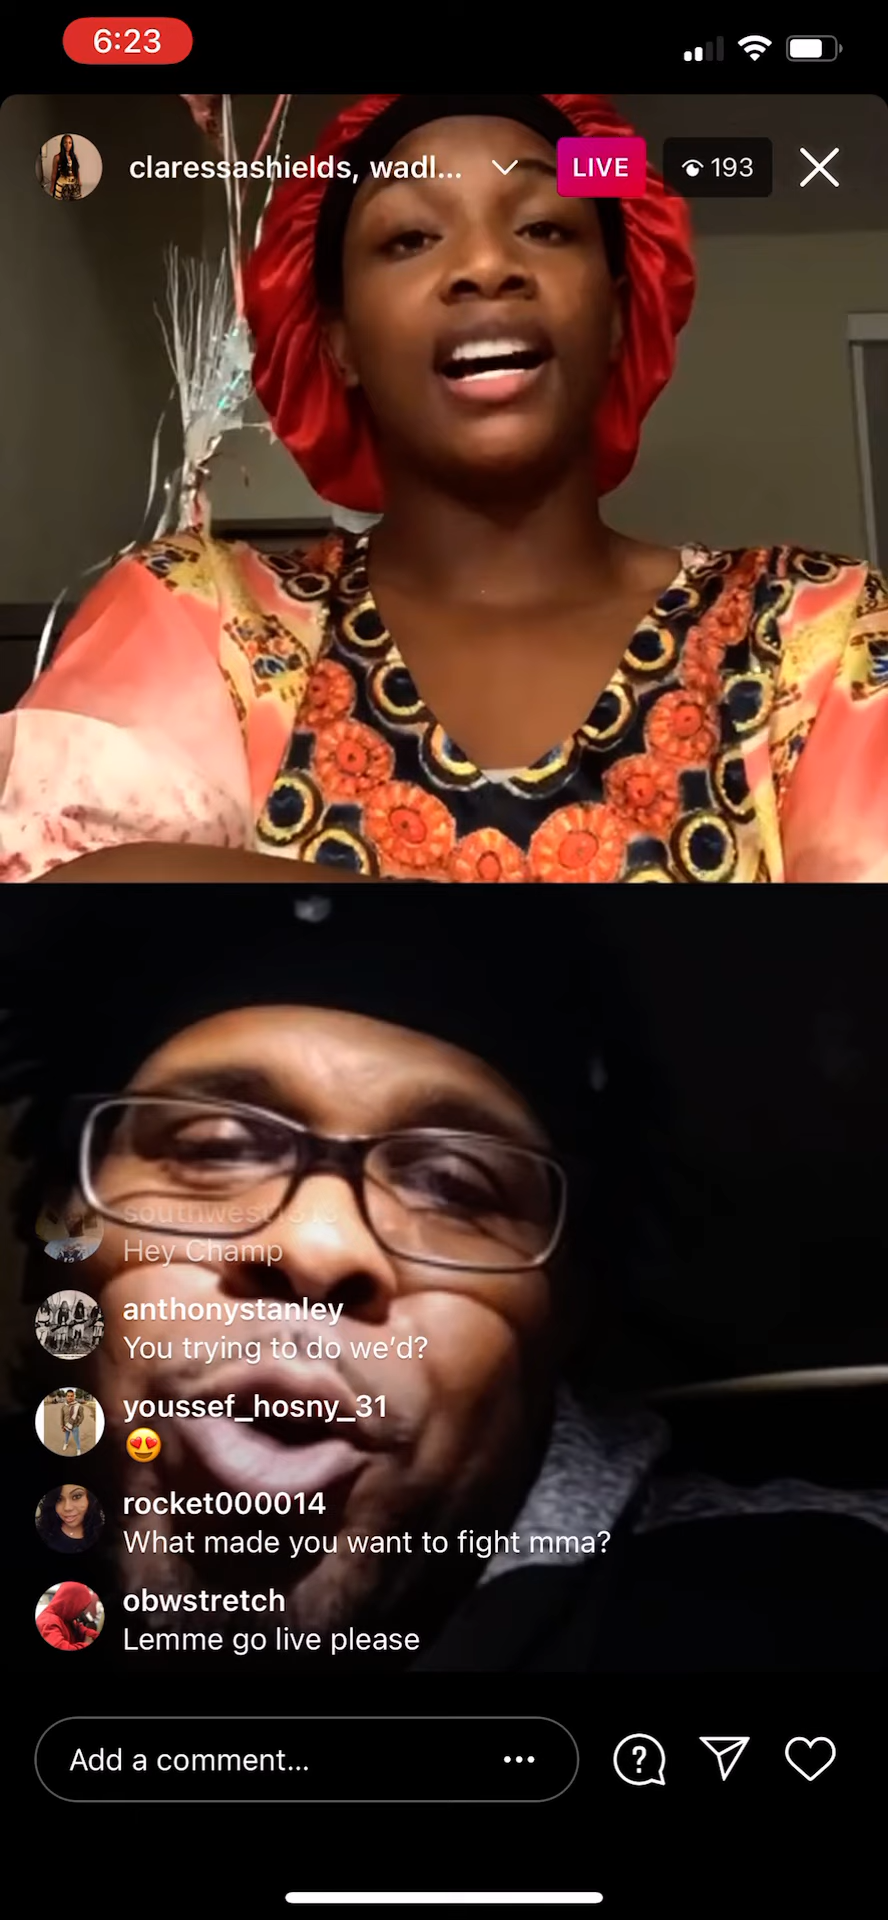 6:23
claressashields, wadl...
LIVE
193
Hey Champ
anthonystanley
You trying to do we’d?
youssef_hosny_31
rocket000014
What made you want to fight mma?
obwstretch
Lemme go live please
Add a comment...